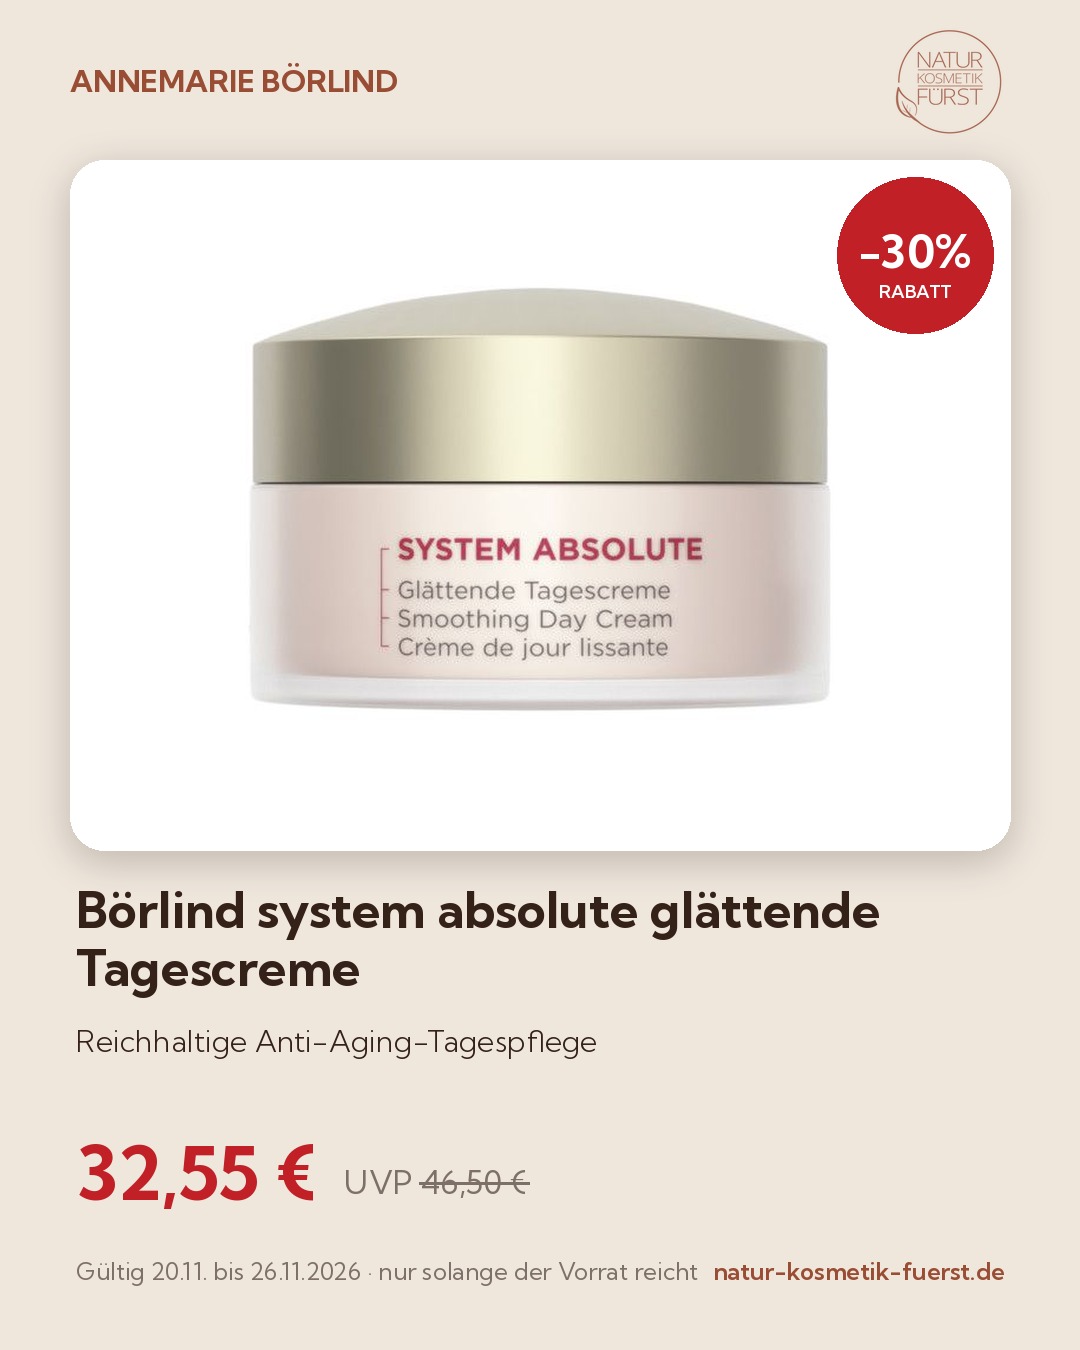 ANNEMARIE BÖRLIND
NATUR
KOSMETIK
FÜRST
-30%
RABATT
SYSTEM ABSOLUTE
Glättende Tagescreme
Smoothing Day Cream
Crème de jour lissante
Börlind system absolute glättende
Tagescreme
Reichhaltige Anti-Aging-Tagespflege
32,55 € UVP 46,50 €
Gültig 20.11. bis 26.11.2026 · nur solange der Vorrat reicht natur-kosmetik-fuerst.de